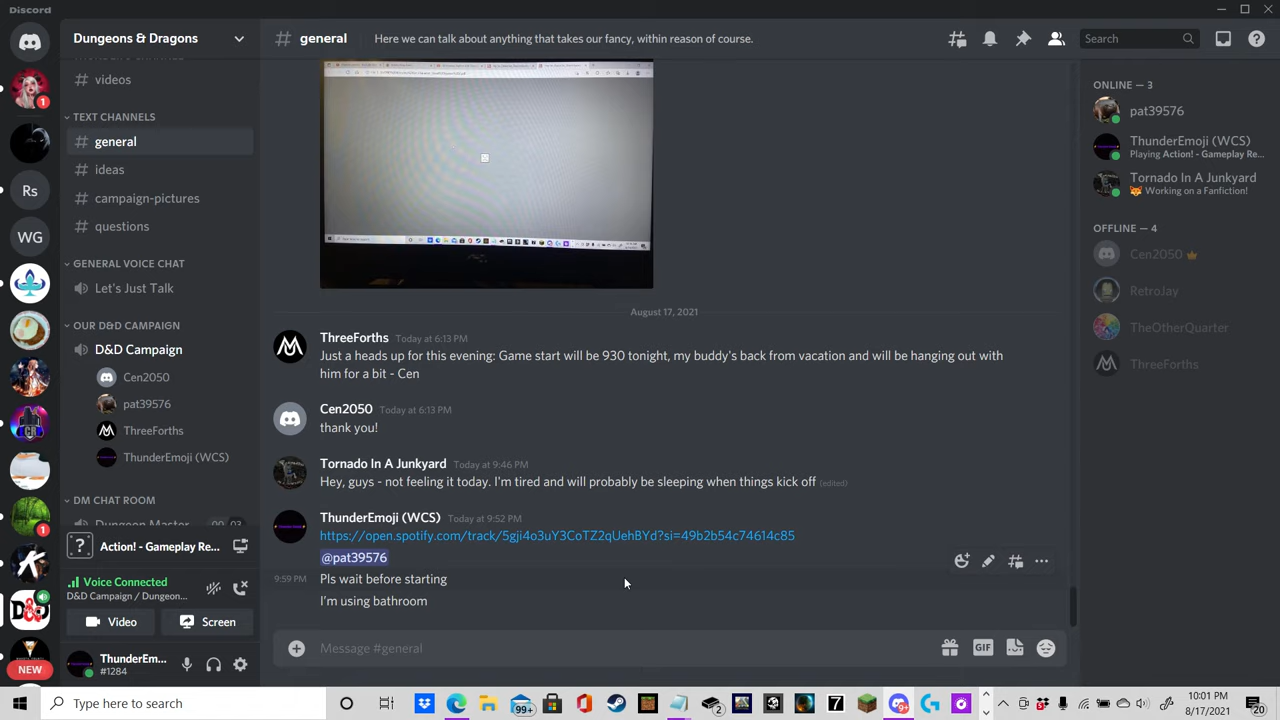 Discord
Dungeons & Dragons
# general
Here we can talk about anything that takes our fancy, within reason of course.
Search
videos
TEXT CHANNELS
general
ideas
campaign-pictures
questions
GENERAL VOICE CHAT
Let's Just Talk
OUR D&D CAMPAIGN
D&D Campaign
Cen2050
pat39576
ThreeForths
ThunderEmoji (WCS)
DM CHAT ROOM
Rs
WG
1
1
NEW
Action! - Gameplay Re...
Voice Connected
D&D Campaign / Dungeon...
Video
Screen
ThunderEm...
#1284
August 17, 2021
ThreeForths Today at 6:13 PM
Just a heads up for this evening: Game start will be 930 tonight, my buddy's back from vacation and will be hanging out with
him for a bit - Cen
Cen2050 Today at 6:13 PM
thank you!
Tornado In A Junkyard Today at 9:46 PM
Hey, guys - not feeling it today. I'm tired and will probably be sleeping when things kick off (edited)
ThunderEmoji (WCS) Today at 9:52 PM
https://open.spotify.com/track/5gji4o3uY3CoTZ2qUehBYd?si=49b2b54c74614c85
@pat39576
9:59 PM Pls wait before starting
I'm using bathroom
Message #general
GIF
ONLINE — 3
pat39576
ThunderEmoji (WCS)
Playing Action! - Gameplay Re...
Tornado In A Junkyard
Working on a Fanfiction!
OFFLINE — 4
Cen2050
RetroJay
TheOtherQuarter
ThreeForths
Type here to search
99+
2
7
9+
10:01 PM
8/17/2021
20